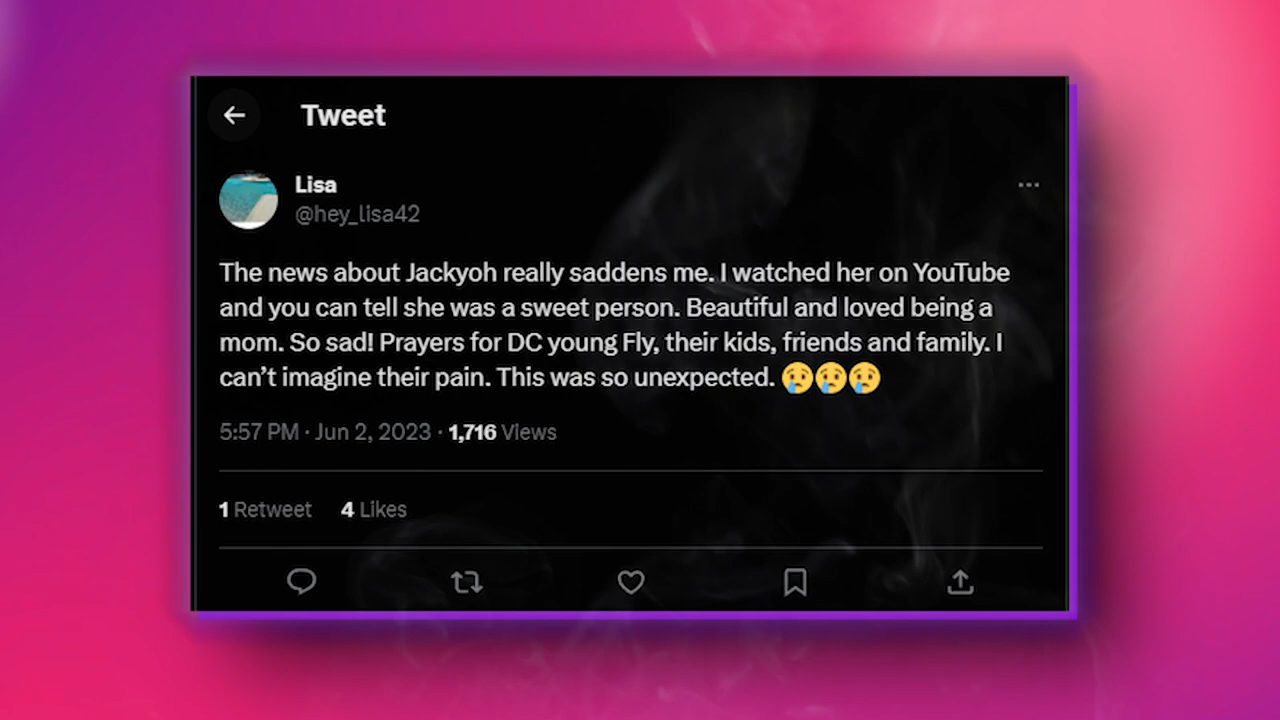 Tweet
Lisa
@hey_lisa42
The news about Jackyoh really saddens me. I watched her on YouTube
and you can tell she was a sweet person. Beautiful and loved being a
mom. So sad! Prayers for DC young Fly, their kids, friends and family. I
can’t imagine their pain. This was so unexpected. 😢😢😢
5:57 PM · Jun 2, 2023 · 1,716 Views
1 Retweet 4 Likes